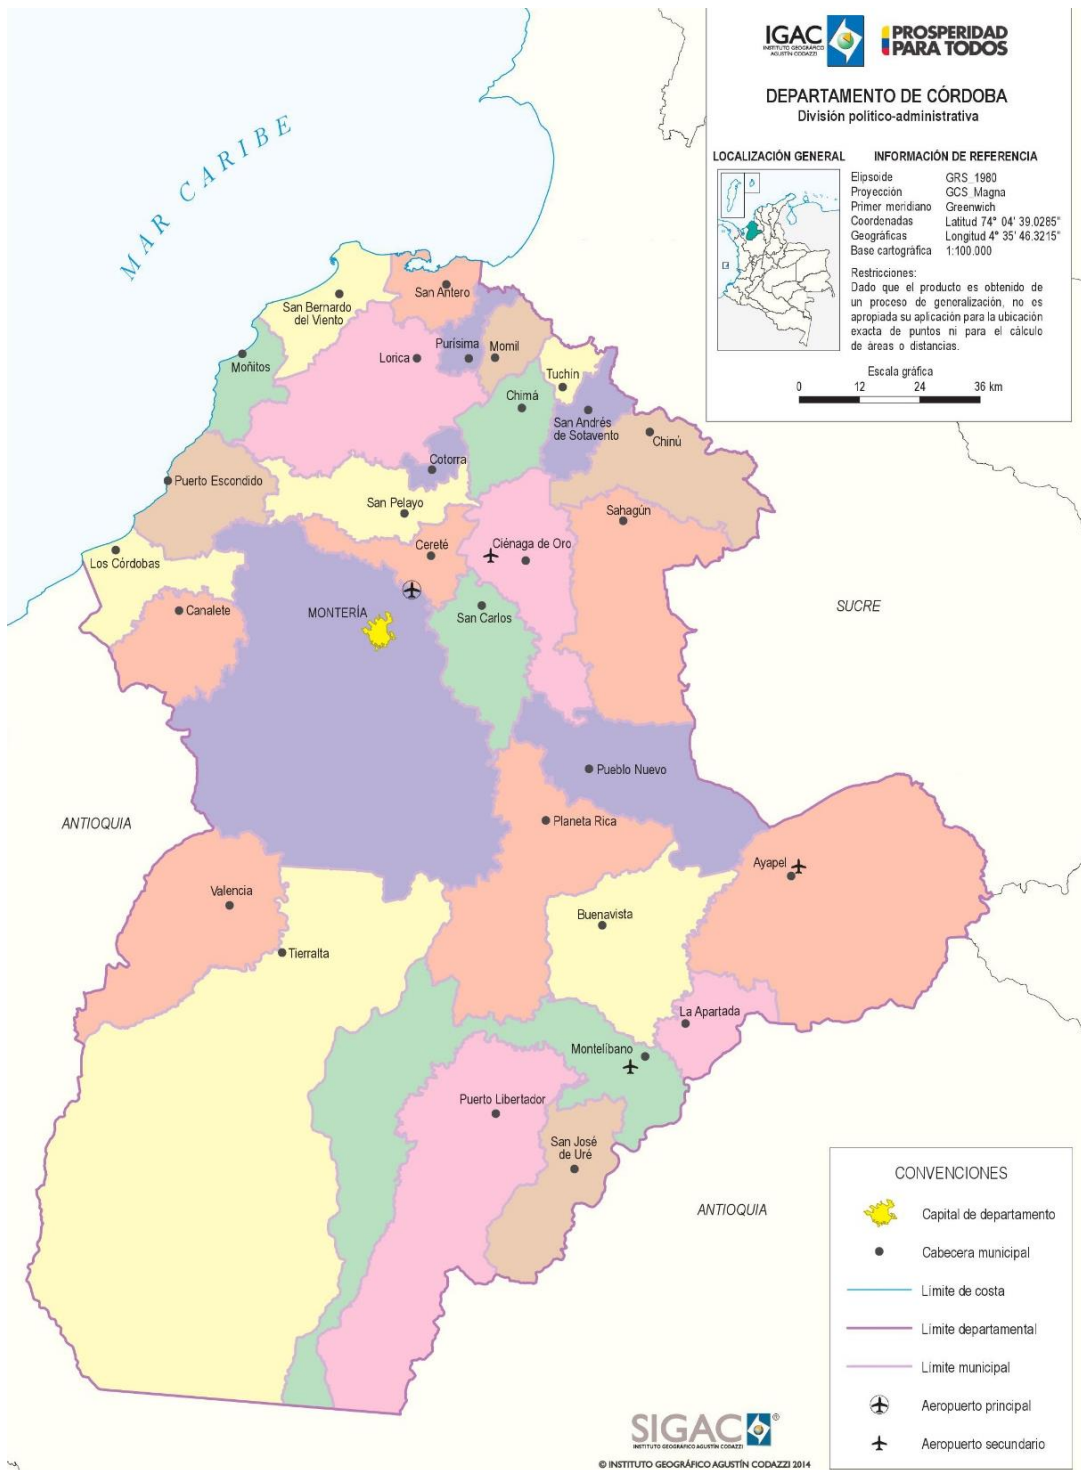 IGAC
INSTITUTO GEOGRÁFICO
AGUSTÍN CODAZZI
PROSPERIDAD
PARA TODOS
DEPARTAMENTO DE CÓRDOBA
División político-administrativa
LOCALIZACIÓN GENERAL
INFORMACIÓN DE REFERENCIA
Elipsoide GRS_1980
Proyección GCS_Magna
Primer meridiano Greenwich
Coordenadas Latitud 74° 04' 39.0285"
Geográficas Longitud 4° 35' 46.3215"
Base cartográfica 1:100.000
Restricciones:
Dado que el producto es obtenido de
un proceso de generalización, no es
apropiada su aplicación para la ubicación
exacta de puntos ni para el cálculo
de áreas o distancias.
Escala gráfica
0 12 24 36 km
MAR CARIBE
San Antero
San Bernardo
del Viento
Purísima
Momil
Lorica
Moñitos
Tuchín
Chimá
San Andrés
de Sotavento
Chinú
Cotorra
Puerto Escondido
San Pelayo
Sahagún
Cereté
Ciénaga de Oro
Los Córdobas
Canalete
MONTERÍA
San Carlos
SUCRE
Pueblo Nuevo
ANTIOQUIA
Planeta Rica
Ayapel
Valencia
Buenavista
Tierralta
La Apartada
Montelíbano
Puerto Libertador
San José
de Uré
ANTIOQUIA
CONVENCIONES
Capital de departamento
Cabecera municipal
Límite de costa
Límite departamental
Límite municipal
Aeropuerto principal
Aeropuerto secundario
SIGAC®
INSTITUTO GEOGRÁFICO AGUSTÍN CODAZZI
© INSTITUTO GEOGRÁFICO AGUSTÍN CODAZZI 2014